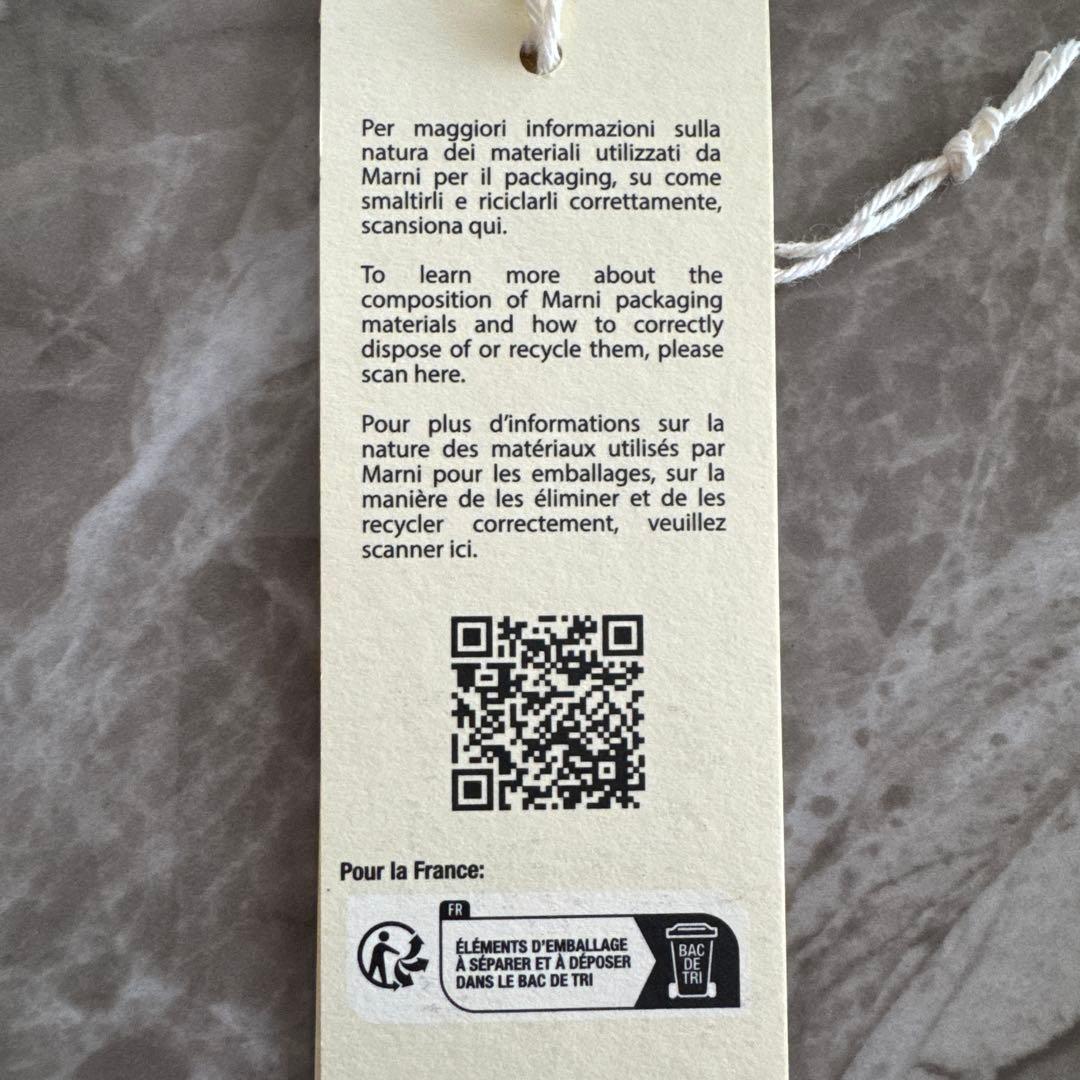 Per maggiori informazioni sulla
natura dei materiali utilizzati da
Marni per il packaging, su come
smaltirli e riciclarli correttamente,
scansiona qui.
To learn more about the
composition of Marni packaging
materials and how to correctly
dispose of or recycle them, please
scan here.
Pour plus d’informations sur la
nature des matériaux utilisés par
Marni pour les emballages, sur la
manière de les éliminer et de les
recycler correctement, veuillez
scanner ici.
Pour la France:
FR
ÉLÉMENTS D’EMBALLAGE
À SÉPARER ET À DÉPOSER
DANS LE BAC DE TRI
BAC
DE
TRI